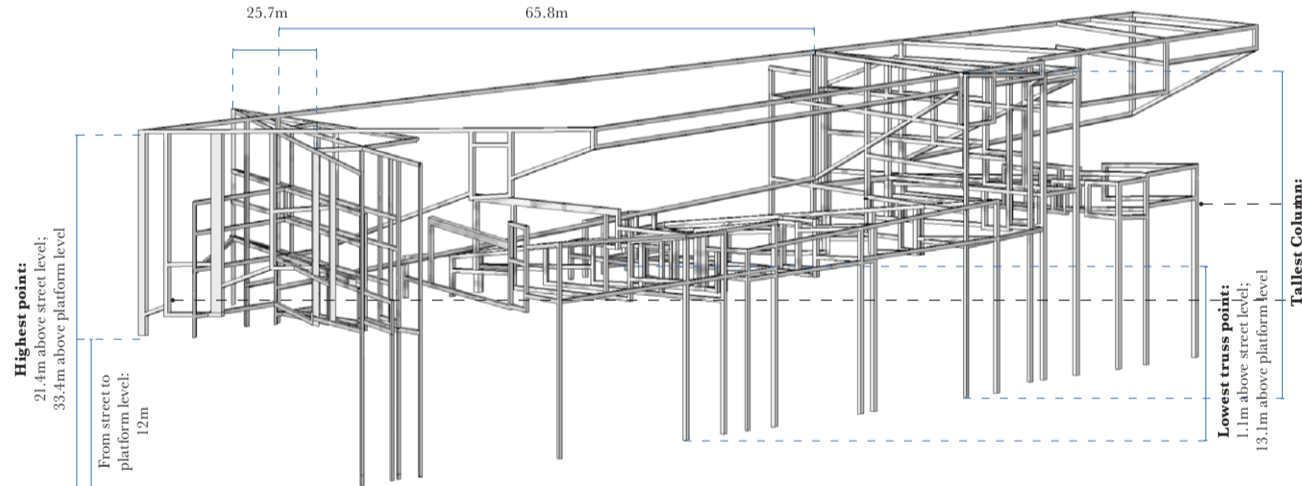 25.7m
65.8m
Highest point:
21.4m above street level;
33.4m above platform level
From street to
platform level:
12m
Lowest truss point:
1.1m above street level;
13.1m above platform level
Tallest Column: